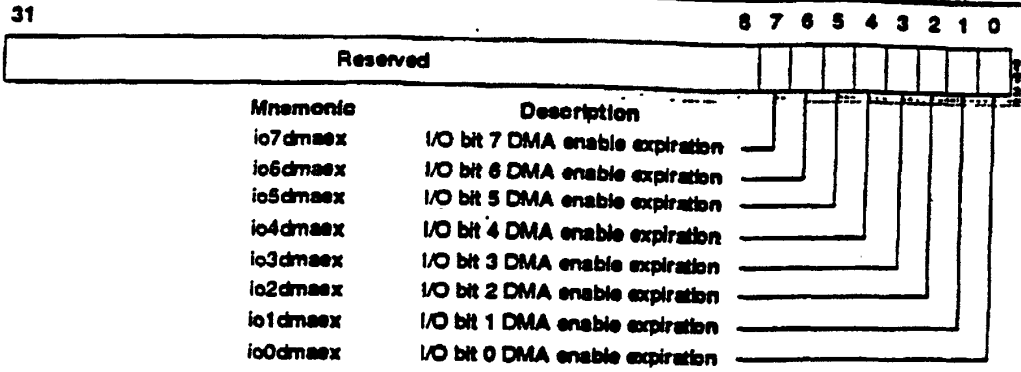 31 8 7 6 5 4 3 2 1 0
Reserved
Mnemonic Description
io7dmaex I/O bit 7 DMA enable expiration
io6dmaex I/O bit 6 DMA enable expiration
io5dmaex I/O bit 5 DMA enable expiration
io4dmaex I/O bit 4 DMA enable expiration
io3dmaex I/O bit 3 DMA enable expiration
io2dmaex I/O bit 2 DMA enable expiration
io1dmaex I/O bit 1 DMA enable expiration
io0dmaex I/O bit 0 DMA enable expiration